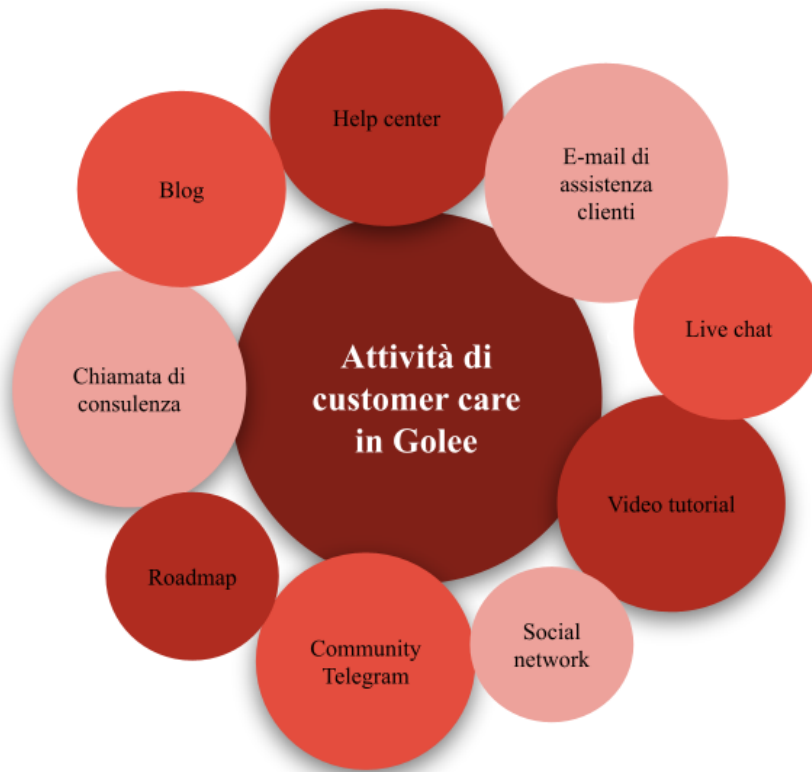 Help center
E-mail di
assistenza
clienti
Blog
Live chat
Attività di
customer care
in Golee
Chiamata di
consulenza
Video tutorial
Roadmap
Social
network
Community
Telegram